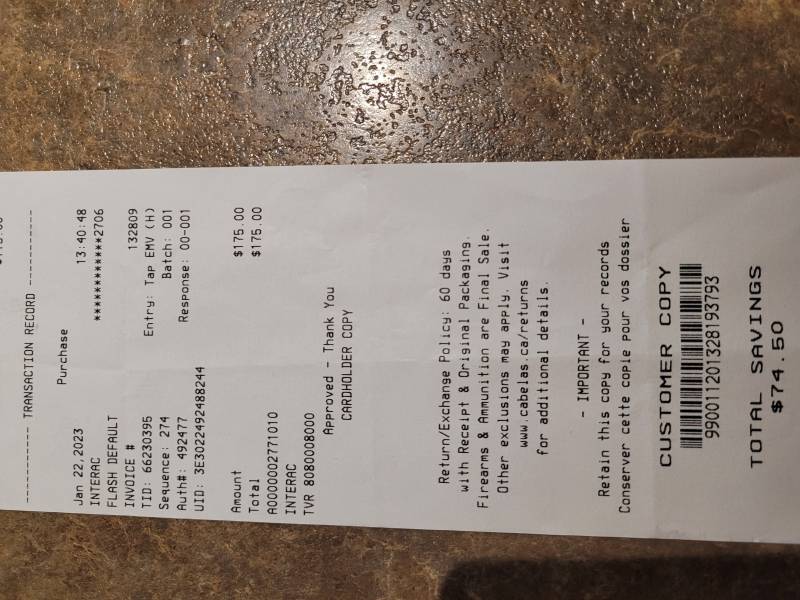 ------------ TRANSACTION RECORD ------------
Purchase
Jan 22,2023 13:40:48
INTERAC ************2706
FLASH DEFAULT
INVOICE # 132809
TID: 66230395 Entry: Tap EMV (H)
Sequence: 274 Batch: 001
Auth#: 492477 Response: 00-001
UID: 3E3022492488244
Amount $175.00
Total $175.00
A0000002771010
INTERAC
TVR 8080008000
Approved - Thank You
CARDHOLDER COPY
Return/Exchange Policy: 60 days
with Receipt & Original Packaging.
Firearms & Ammunition are Final Sale.
Other exclusions may apply. Visit
www.cabelas.ca/returns
for additional details.
- IMPORTANT -
Retain this copy for your records
Conserver cette copie pour vos dossier
CUSTOMER COPY
990011201328193793
TOTAL SAVINGS
$74.50